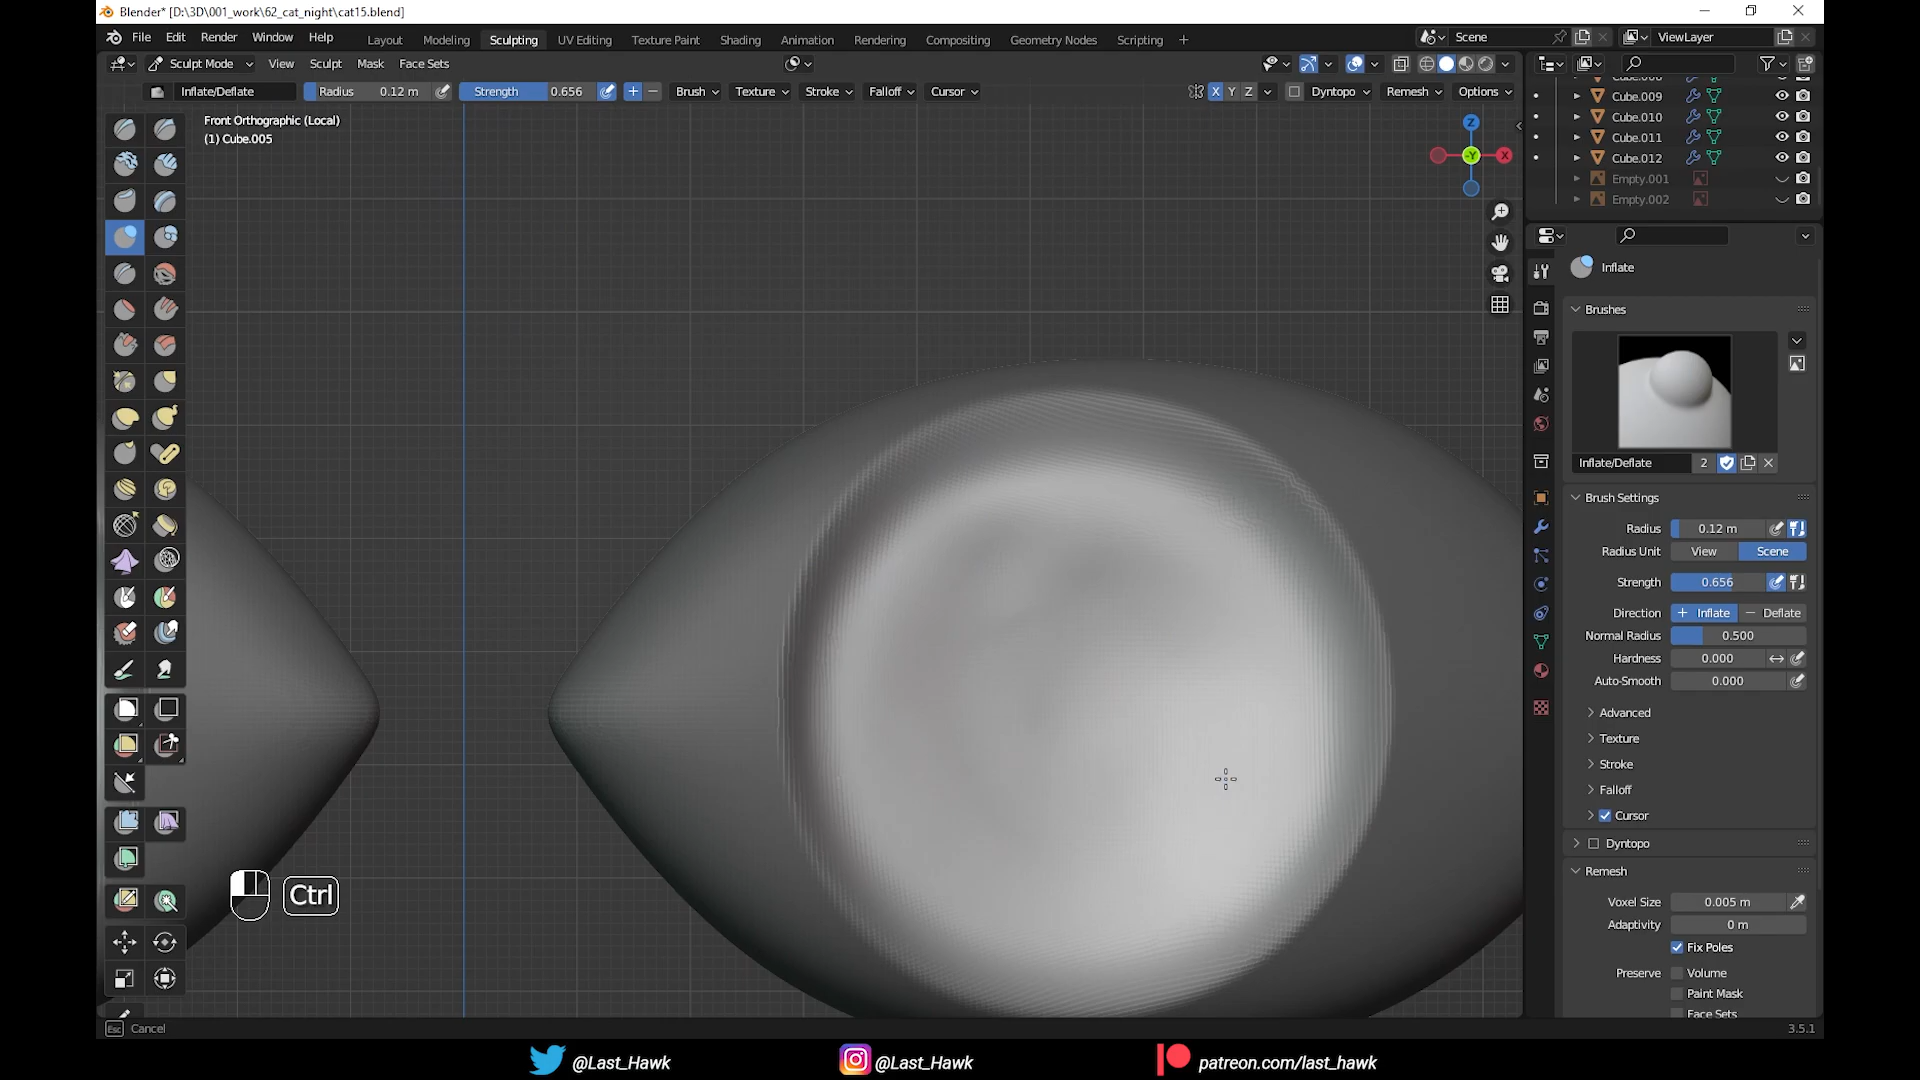 Blender* [D:\3D\001_work\62_cat_night\cat15.blend]
File Edit Render Window Help Layout Modeling Sculpting UV Editing Texture Paint Shading Animation Rendering Compositing Geometry Nodes Scripting + Scene ViewLayer
Sculpt Mode View Sculpt Mask Face Sets
Inflate/Deflate Radius 0.12 m Strength 0.656 Brush Texture Stroke Falloff Cursor X Y Z Dyntopo Remesh Options
Front Orthographic (Local)
(1) Cube.005
Z
-Y X
Cube.009
Cube.010
Cube.011
Cube.012
Empty.001
Empty.002
Inflate
Brushes
Inflate/Deflate 2
Brush Settings
Radius 0.12 m
Radius Unit View Scene
Strength 0.656
Direction + Inflate − Deflate
Normal Radius 0.500
Hardness 0.000
Auto-Smooth 0.000
Advanced
Texture
Stroke
Falloff
Cursor
Dyntopo
Remesh
Voxel Size 0.005 m
Adaptivity 0 m
Fix Poles
Preserve Volume
Paint Mask
Face Sets
Ctrl
Esc Cancel
3.5.1
@Last_Hawk @Last_Hawk patreon.com/last_hawk